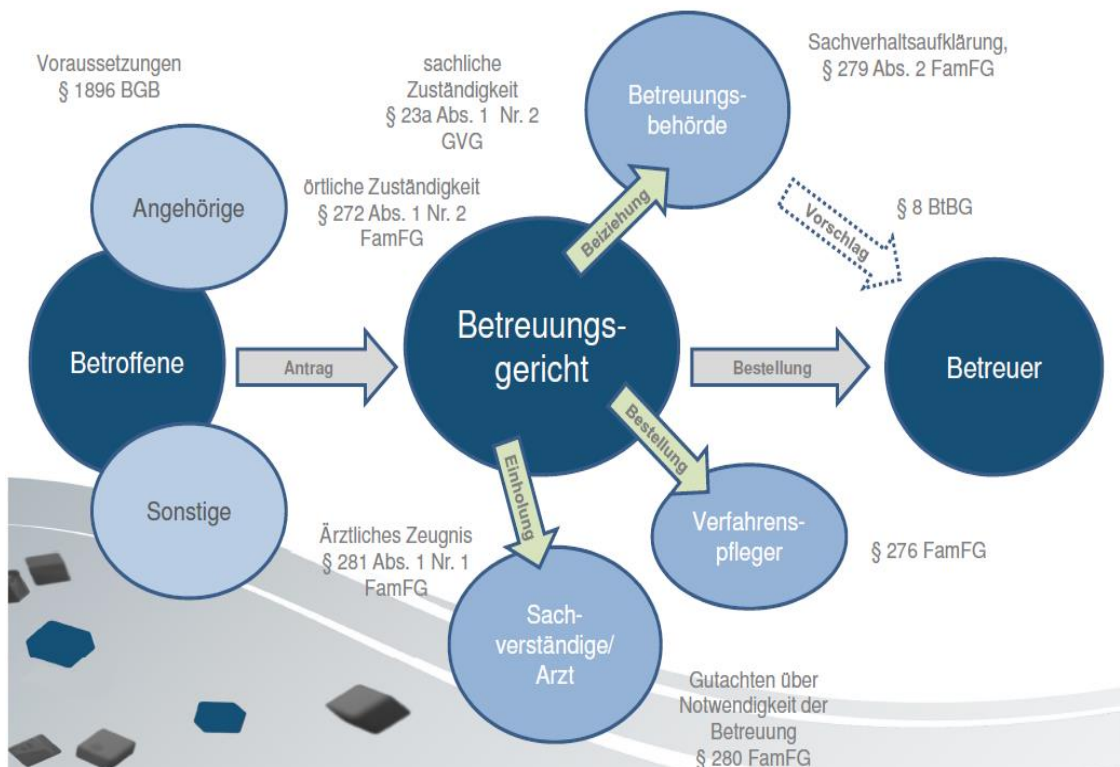 Voraussetzungen
§ 1896 BGB
Angehörige
Betroffene
Sonstige
Antrag
sachliche
Zuständigkeit
§ 23a Abs. 1 Nr. 2
GVG
örtliche Zuständigkeit
§ 272 Abs. 1 Nr. 2
FamFG
Betreuungs-
gericht
Beiziehung
Betreuungs-
behörde
Sachverhaltsaufklärung,
§ 279 Abs. 2 FamFG
Vorschlag
§ 8 BtBG
Bestellung
Betreuer
Bestellung
Verfahrens-
pfleger
§ 276 FamFG
Einholung
Ärztliches Zeugnis
§ 281 Abs. 1 Nr. 1
FamFG
Sach-
verständige/
Arzt
Gutachten über
Notwendigkeit der
Betreuung
§ 280 FamFG